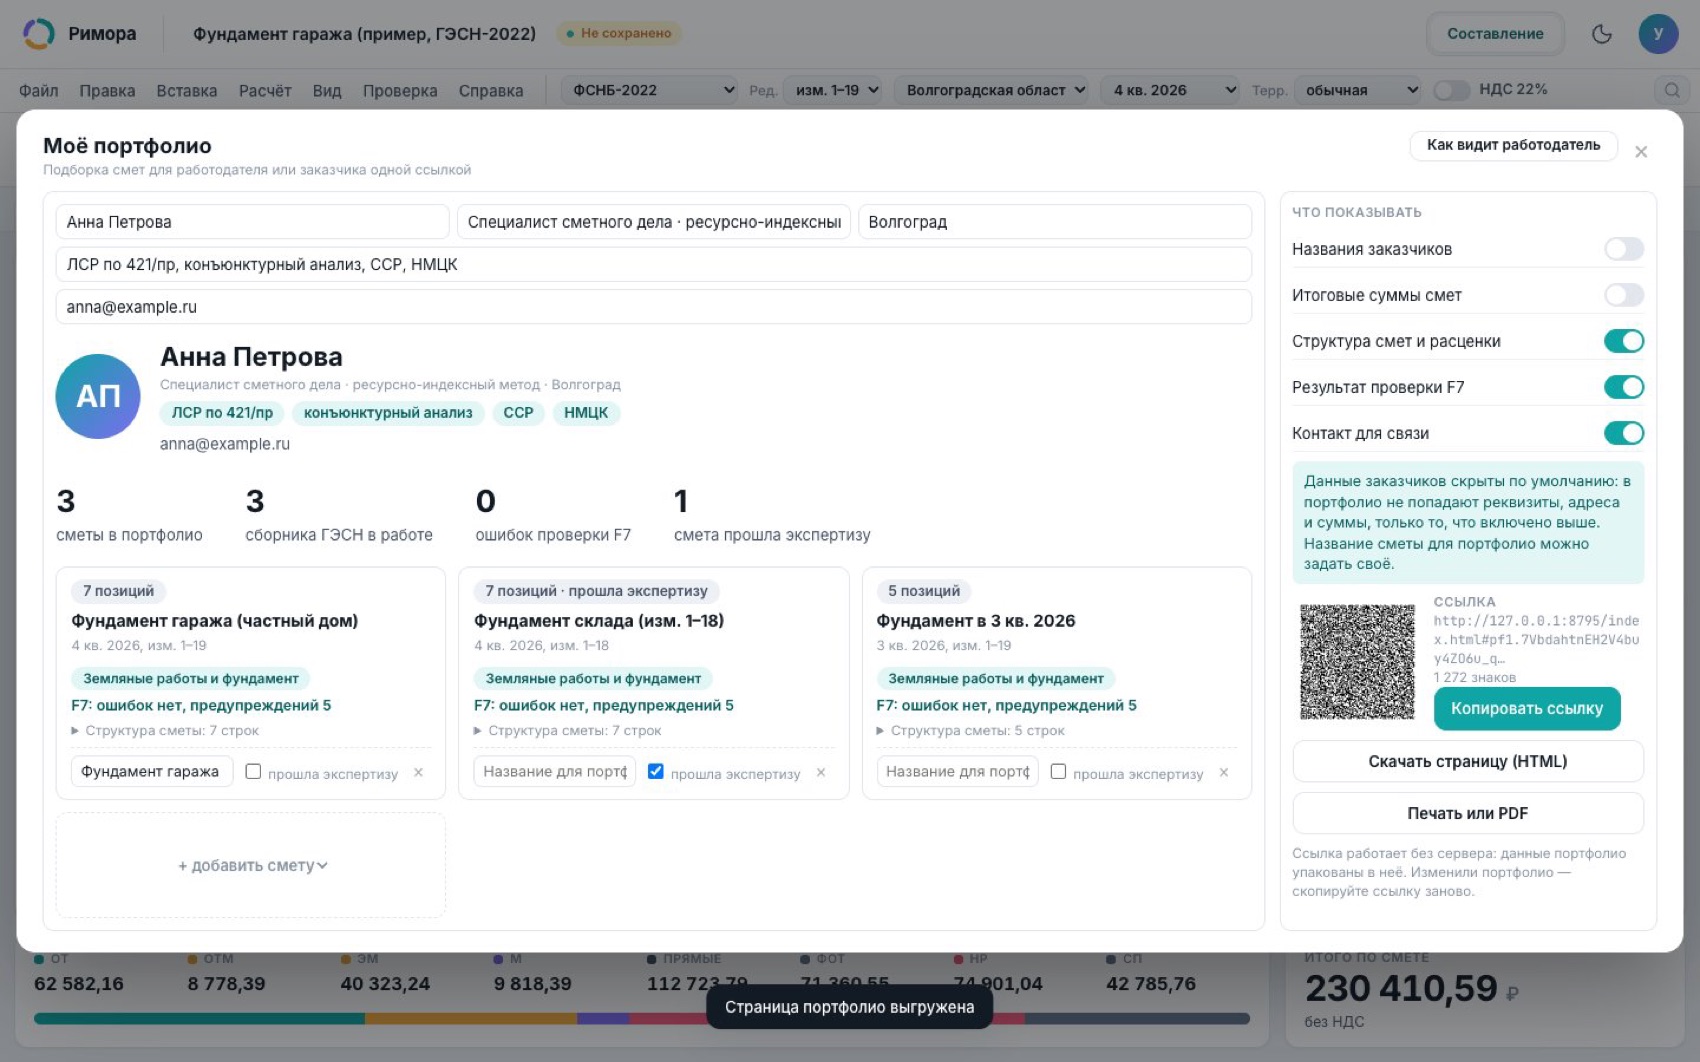 Римора
Фундамент гаража (пример, ГЭСН-2022)
Не сохранено
Составление
У
Файл Правка Вставка Расчёт Вид Проверка Справка
ФСНБ-2022
Ред. изм. 1–19
Волгоградская област
4 кв. 2026
Терр. обычная
НДС 22%
Моё портфолио
Подборка смет для работодателя или заказчика одной ссылкой
Как видит работодатель
×
Анна Петрова
Специалист сметного дела · ресурсно-индексны
Волгоград
ЛСР по 421/пр, конъюнктурный анализ, ССР, НМЦК
anna@example.ru
АП
Анна Петрова
Специалист сметного дела · ресурсно-индексный метод · Волгоград
ЛСР по 421/пр конъюнктурный анализ ССР НМЦК
anna@example.ru
3
сметы в портфолио
3
сборника ГЭСН в работе
0
ошибок проверки F7
1
смета прошла экспертизу
7 позиций
Фундамент гаража (частный дом)
4 кв. 2026, изм. 1–19
Земляные работы и фундамент
F7: ошибок нет, предупреждений 5
Структура сметы: 7 строк
Фундамент гаража
прошла экспертизу ×
7 позиций · прошла экспертизу
Фундамент склада (изм. 1–18)
4 кв. 2026, изм. 1–18
Земляные работы и фундамент
F7: ошибок нет, предупреждений 5
Структура сметы: 7 строк
Название для портф
прошла экспертизу ×
5 позиций
Фундамент в 3 кв. 2026
3 кв. 2026, изм. 1–19
Земляные работы и фундамент
F7: ошибок нет, предупреждений 5
Структура сметы: 5 строк
Название для портф
прошла экспертизу ×
+ добавить смету
ЧТО ПОКАЗЫВАТЬ
Названия заказчиков
Итоговые суммы смет
Структура смет и расценки
Результат проверки F7
Контакт для связи
Данные заказчиков скрыты по умолчанию: в
портфолио не попадают реквизиты, адреса
и суммы, только то, что включено выше.
Название сметы для портфолио можно
задать своё.
ССЫЛКА
http://127.0.0.1:8795/inde
x.html#pf1.7VbdahtnEH2V4bu
y4ZO6u_q…
1 272 знаков
Копировать ссылку
Скачать страницу (HTML)
Печать или PDF
Ссылка работает без сервера: данные портфолио
упакованы в неё. Изменили портфолио —
скопируйте ссылку заново.
ОТ
62 582,16
ОТМ
8 778,39
ЭМ
40 323,24
М
9 818,39
ПРЯМЫЕ
112 723,79
ФОТ
71 360,55
НР
74 901,04
СП
42 785,76
ИТОГО ПО СМЕТЕ
230 410,59 ₽
без НДС
Страница портфолио выгружена